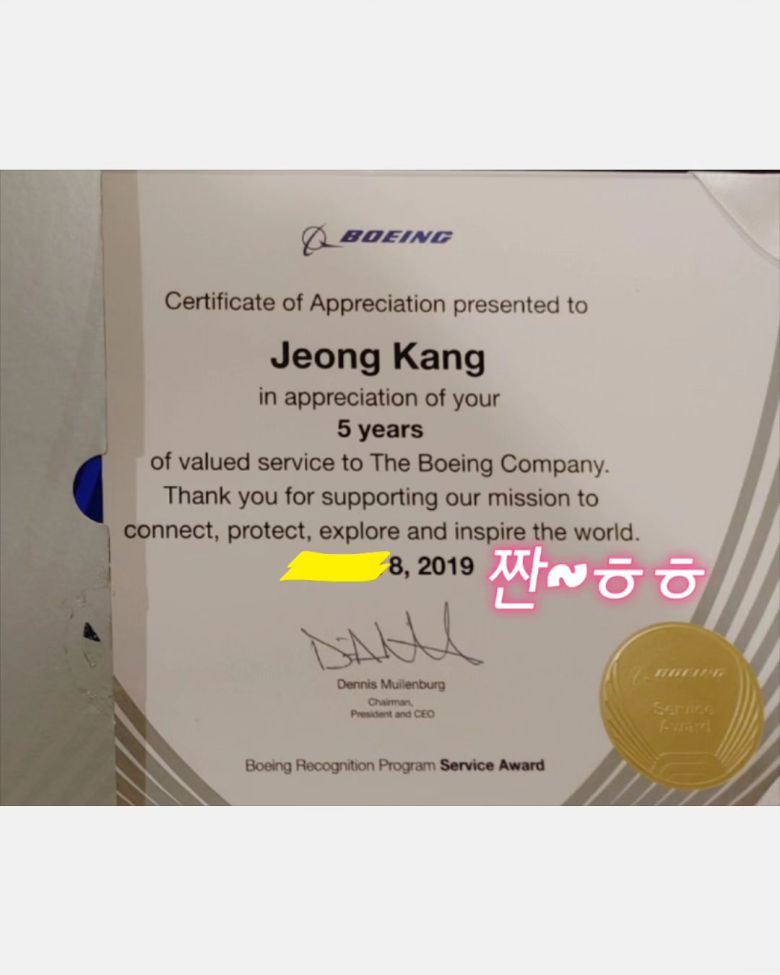 BOEING
Certificate of Appreciation presented to
Jeong Kang
in appreciation of your
5 years
of valued service to The Boeing Company.
Thank you for supporting our mission to
connect, protect, explore and inspire the world.
8, 2019 짠~ㅎㅎ
Dennis Muilenburg
Chairman,
President and CEO
BOEING
Service
Award
Boeing Recognition Program Service Award